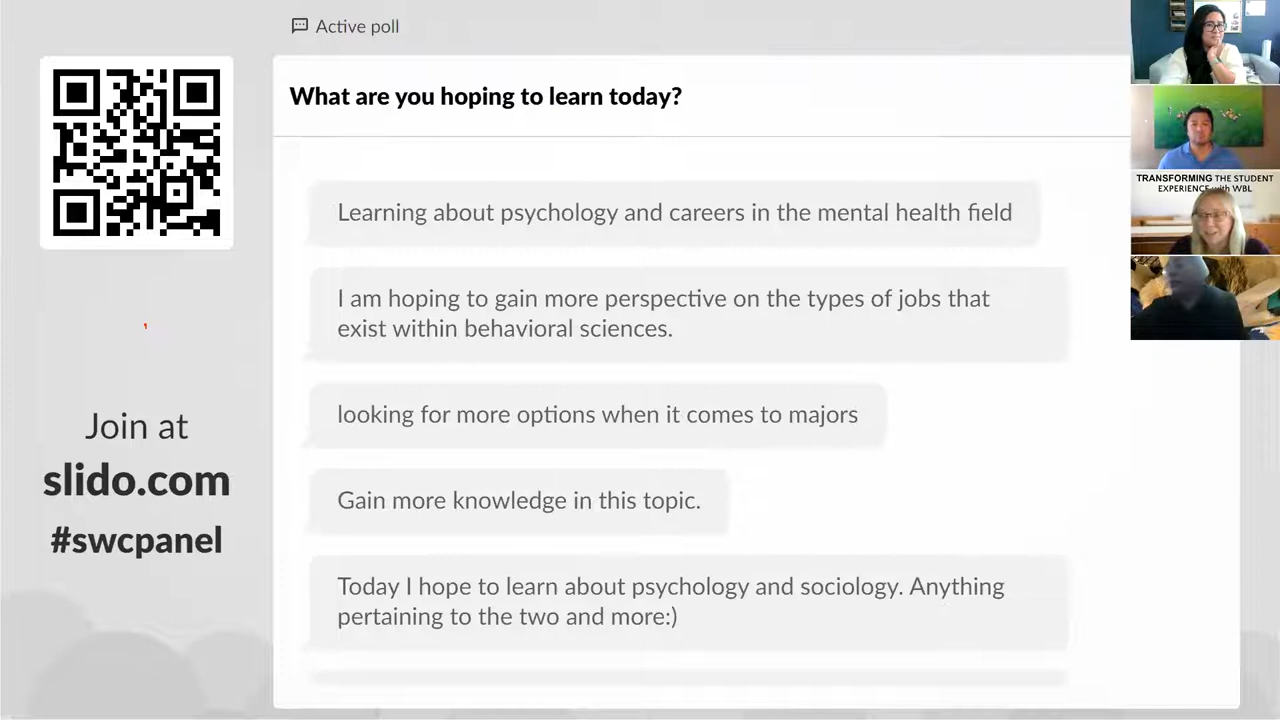 Active poll
What are you hoping to learn today?
Learning about psychology and careers in the mental health field
I am hoping to gain more perspective on the types of jobs that
exist within behavioral sciences.
looking for more options when it comes to majors
Gain more knowledge in this topic.
Today I hope to learn about psychology and sociology. Anything
pertaining to the two and more:)
Join at
slido.com
#swcpanel
TRANSFORMING THE STUDENT
EXPERIENCE with WBL